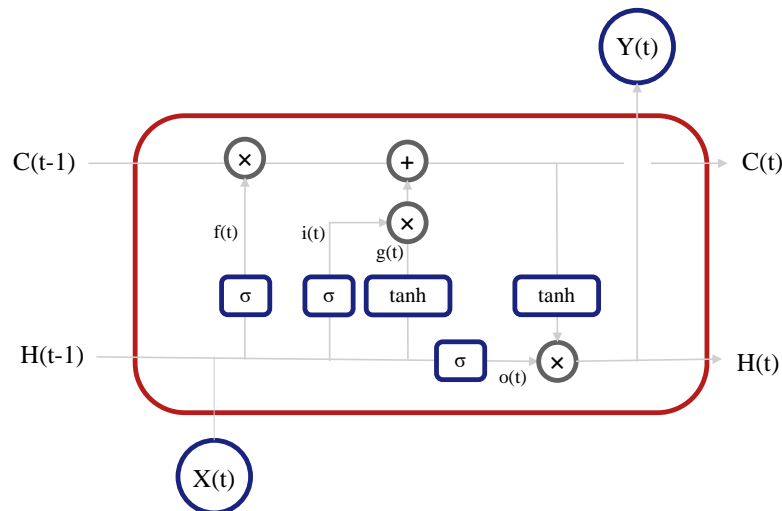 Y(t)
C(t-1)
×
+
C(t)
f(t)
i(t)
×
g(t)
σ
σ
tanh
tanh
H(t-1)
σ
o(t)
×
H(t)
X(t)